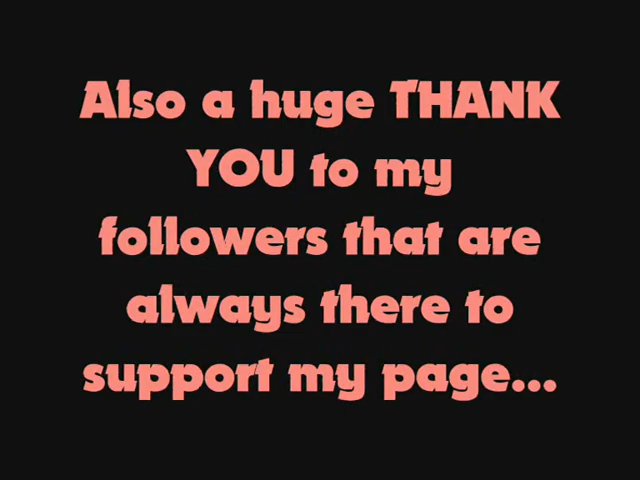 Also a huge THANK
YOU to my
followers that are
always there to
support my page...